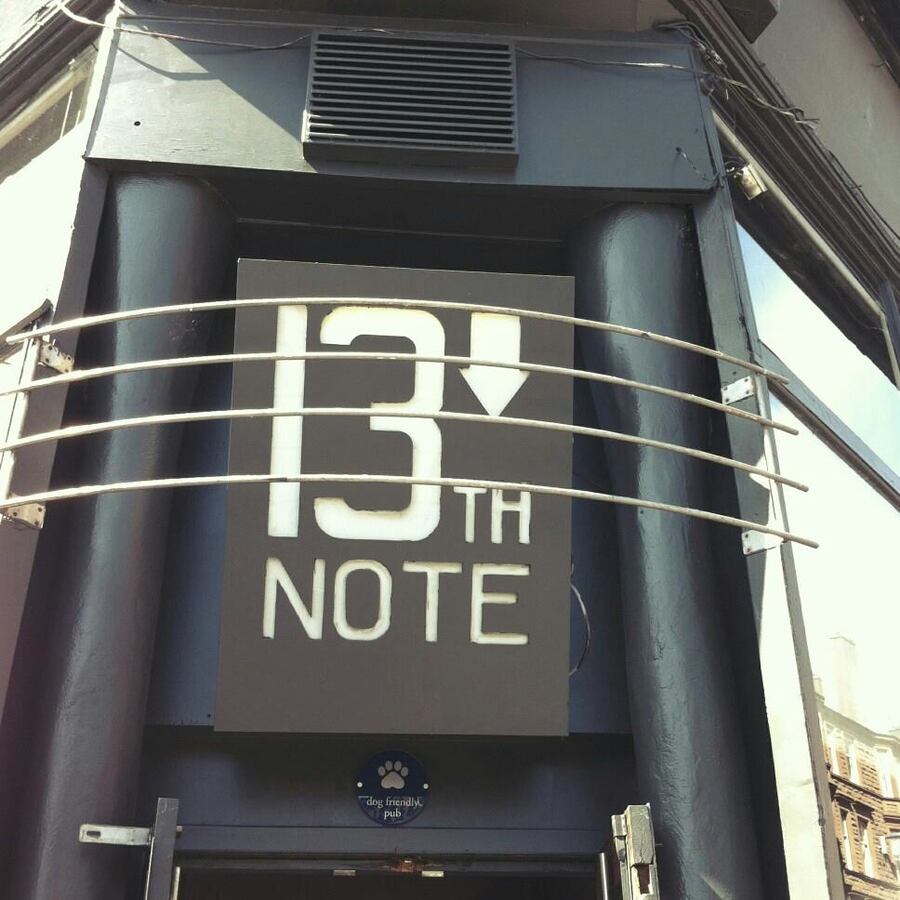 13
TH
NOTE
dog friendly
pub